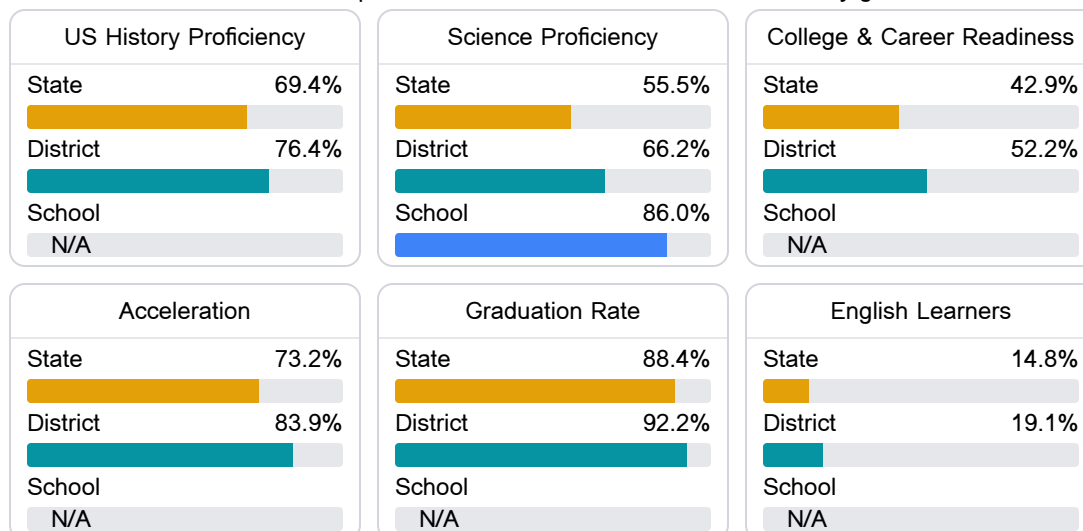 US History Proficiency
State 69.4%
District 76.4%
School
N/A
Science Proficiency
State 55.5%
District 66.2%
School 86.0%
College & Career Readiness
State 42.9%
District 52.2%
School
N/A
Acceleration
State 73.2%
District 83.9%
School
N/A
Graduation Rate
State 88.4%
District 92.2%
School
N/A
English Learners
State 14.8%
District 19.1%
School
N/A